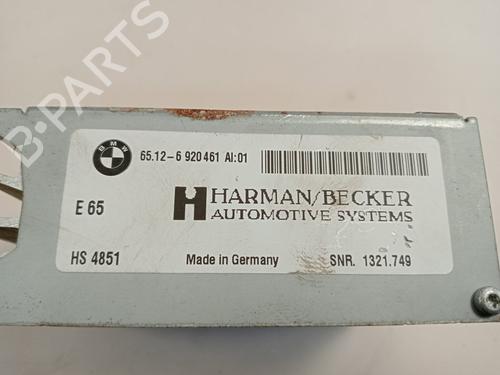 B-PARTS
BMW
65.12-6 920 461 AI:01
E 65
HARMAN/BECKER
AUTOMOTIVE SYSTEMS
HS 4851
Made in Germany
SNR. 1321.749